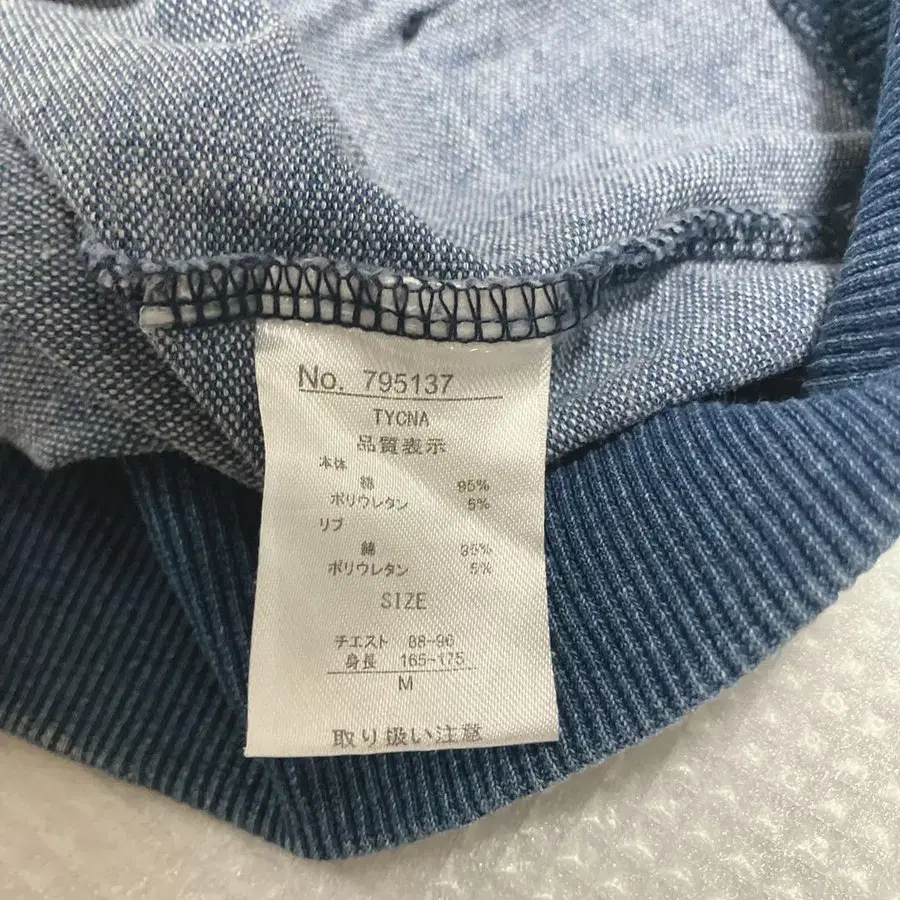 No. 795137
TYCNA
品質表示
本体
綿 95%
ポリウレタン 5%
リブ
綿 95%
ポリウレタン 5%
SIZE
チエスト 88-96
身長 165-175
M
取り扱い注意